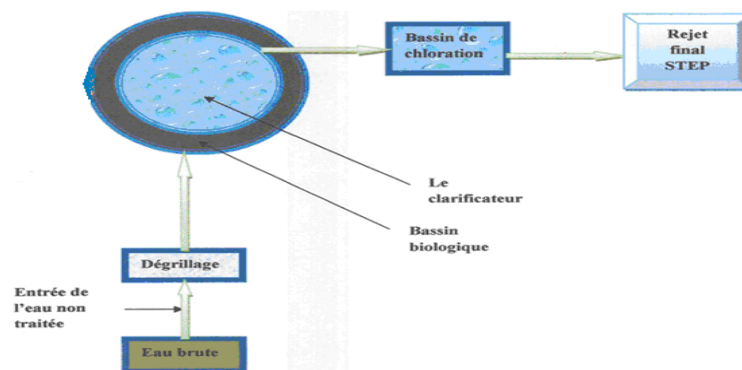 Bassin de
chloration
Rejet
final
STEP
Le
clarificateur
Bassin
biologique
Dégrillage
Entrée de
l'eau non
traitée
Eau brute